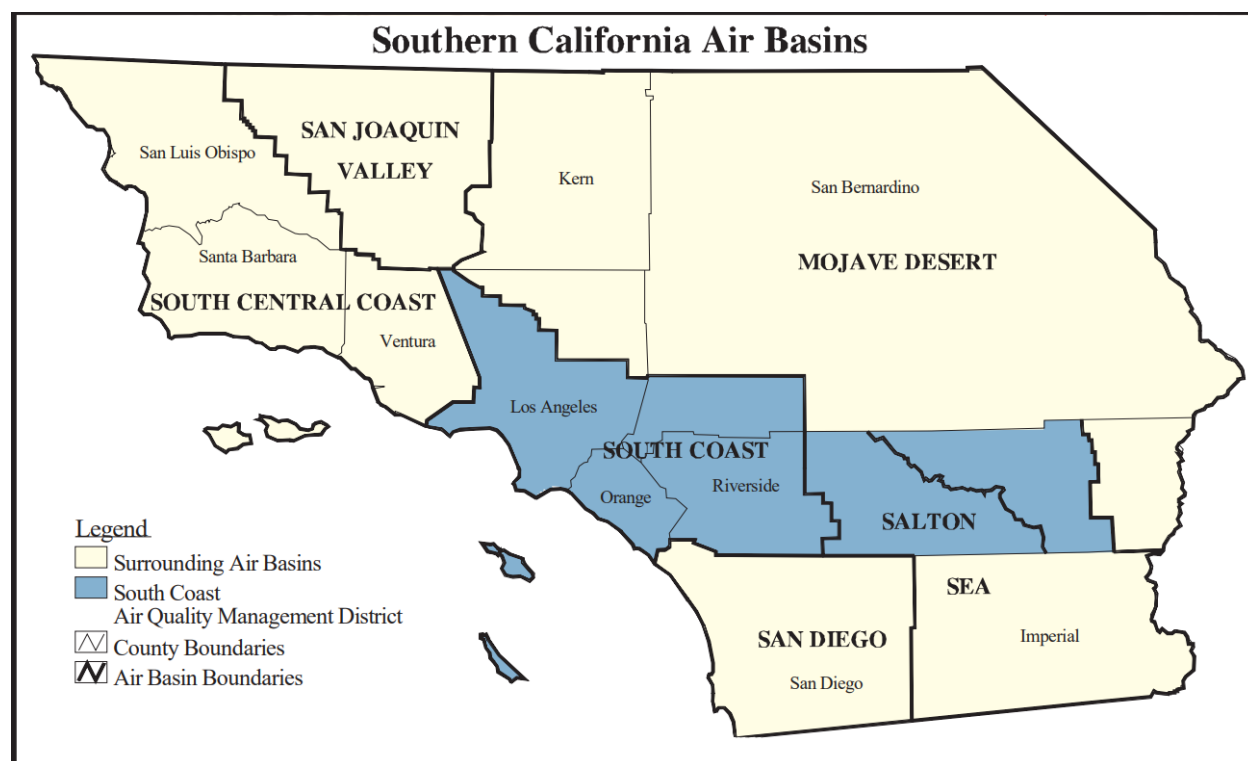 Southern California Air Basins
SAN JOAQUIN
VALLEY
San Luis Obispo
Kern
San Bernardino
Santa Barbara
MOJAVE DESERT
SOUTH CENTRAL COAST
Ventura
Los Angeles
SOUTH COAST
Orange
Riverside
SALTON
SEA
Legend
Surrounding Air Basins
South Coast
Air Quality Management District
County Boundaries
Air Basin Boundaries
SAN DIEGO
San Diego
Imperial